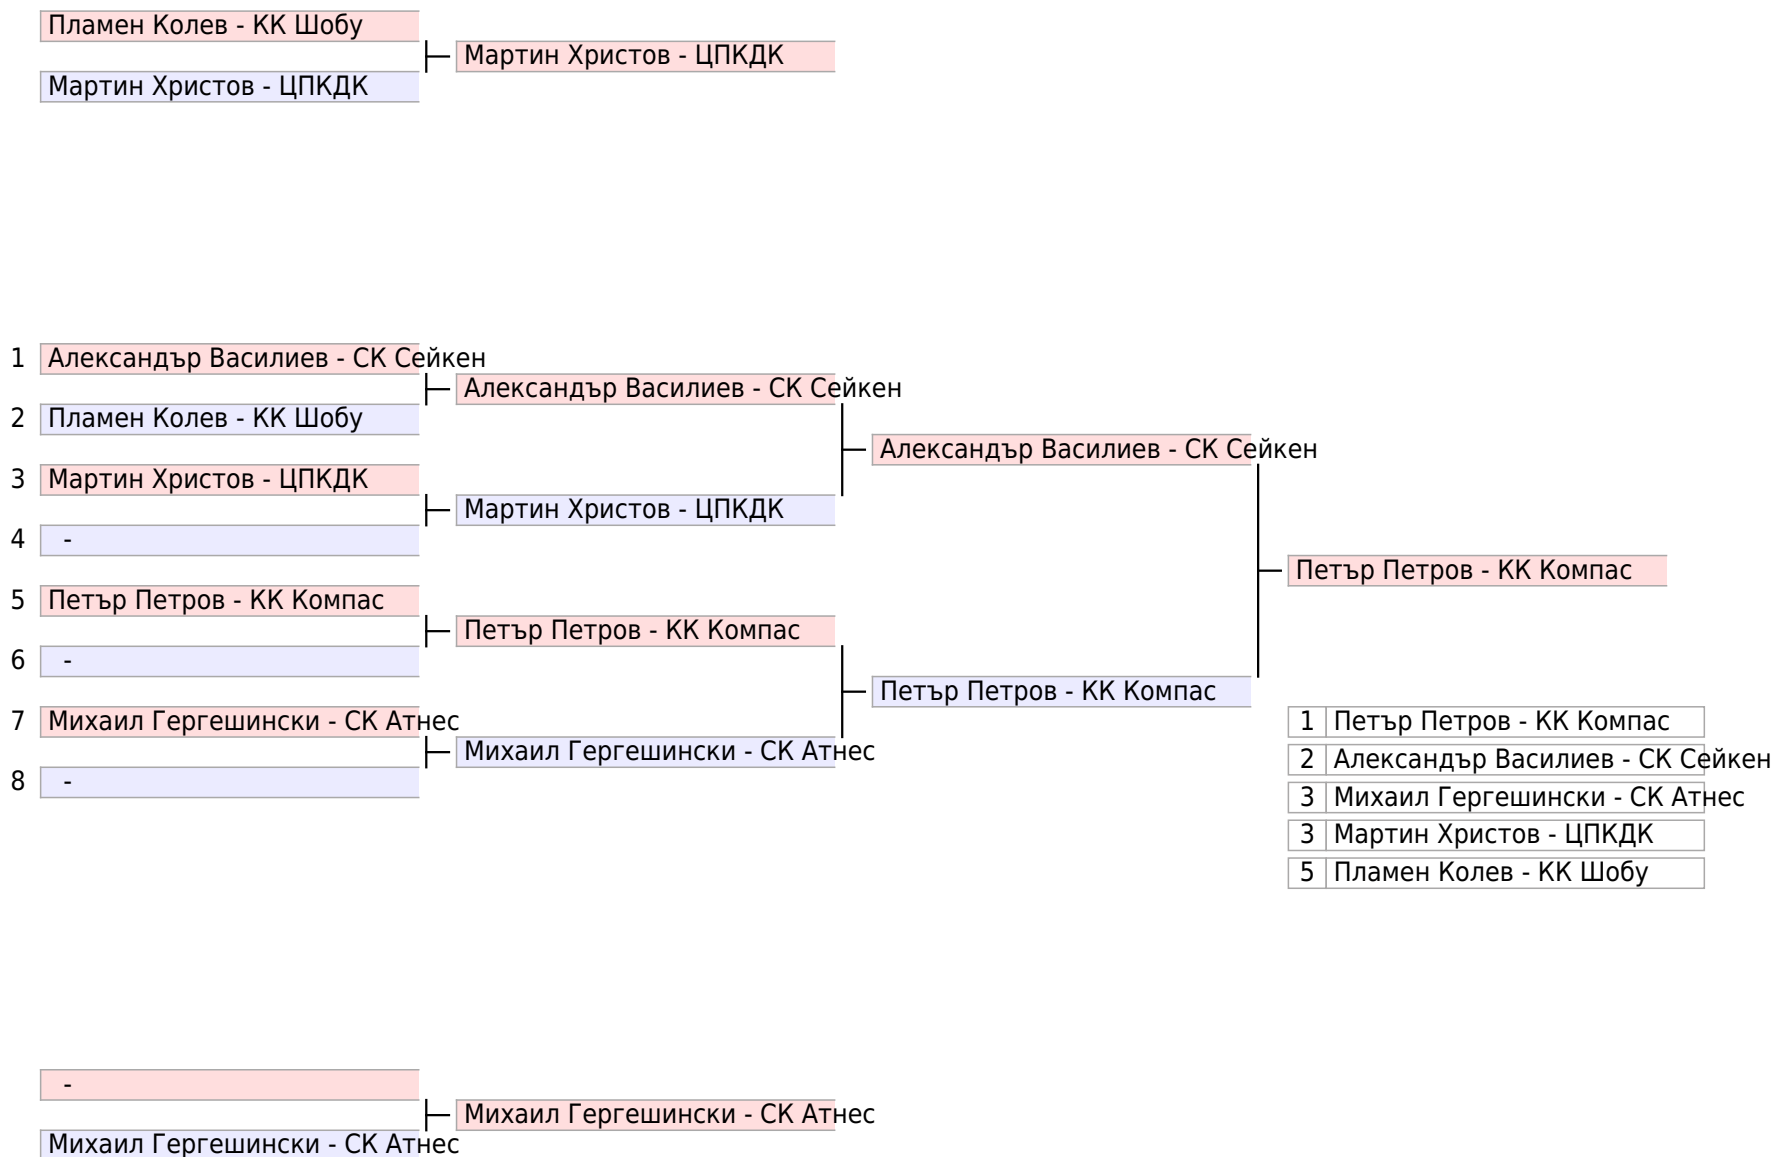 Пламен Колев - КК Шобу
Мартин Христов - ЦПКДК
Мартин Христов - ЦПКДК
1 Александър Василиев - СК Сейкен
Александър Василиев - СК Сейкен
2 Пламен Колев - КК Шобу
Александър Василиев - СК Сейкен
3 Мартин Христов - ЦПКДК
Мартин Христов - ЦПКДК
4 -
Петър Петров - КК Компас
5 Петър Петров - КК Компас
Петър Петров - КК Компас
6 -
Петър Петров - КК Компас
7 Михаил Гергешински - СК Атнес
Михаил Гергешински - СК Атнес
8 -
1 Петър Петров - КК Компас
2 Александър Василиев - СК Сейкен
3 Михаил Гергешински - СК Атнес
3 Мартин Христов - ЦПКДК
5 Пламен Колев - КК Шобу
-
Михаил Гергешински - СК Атнес
Михаил Гергешински - СК Атнес